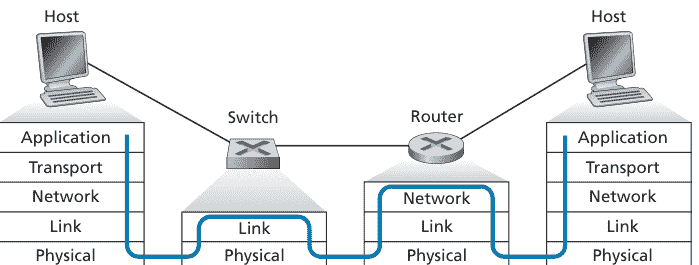 Host
Host
Switch
Router
Application
Application
Transport
Transport
Network
Network
Network
Link
Link
Link
Link
Physical
Physical
Physical
Physical